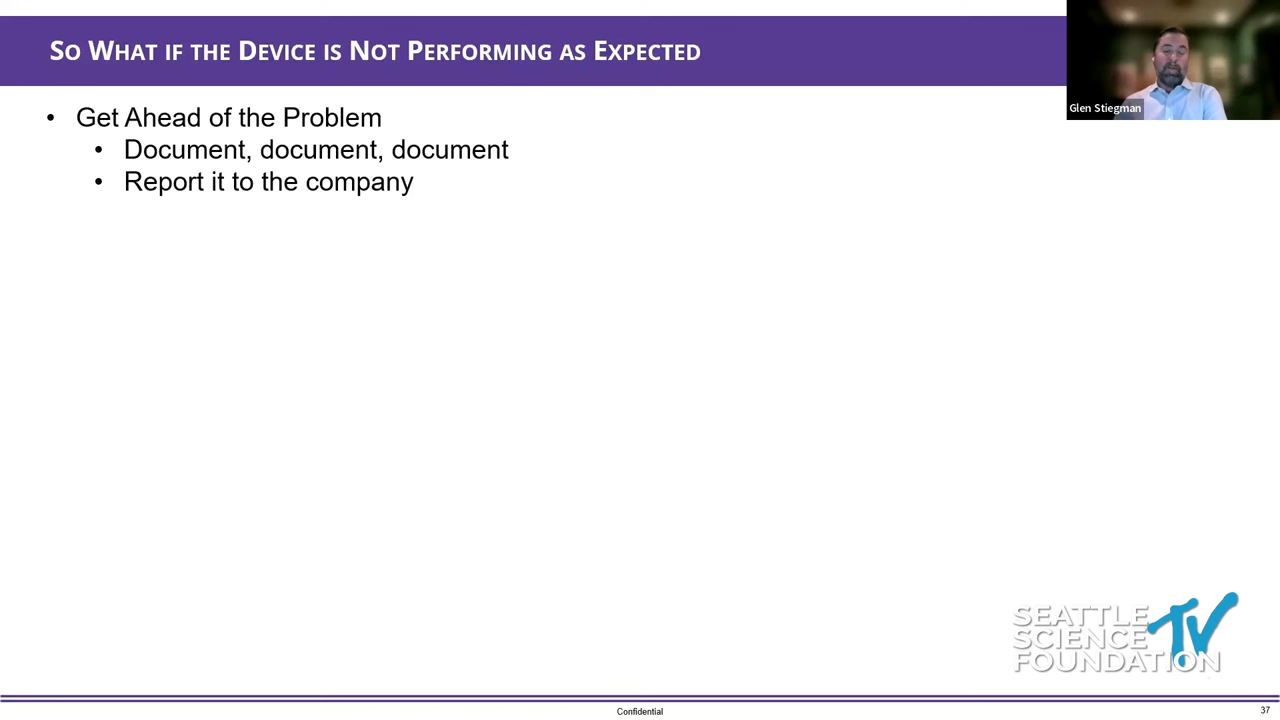 SO WHAT IF THE DEVICE IS NOT PERFORMING AS EXPECTED
Glen Stiegman
• Get Ahead of the Problem
• Document, document, document
• Report it to the company
SEATTLE
SCIENCE
FOUNDATION
TV
Confidential
37